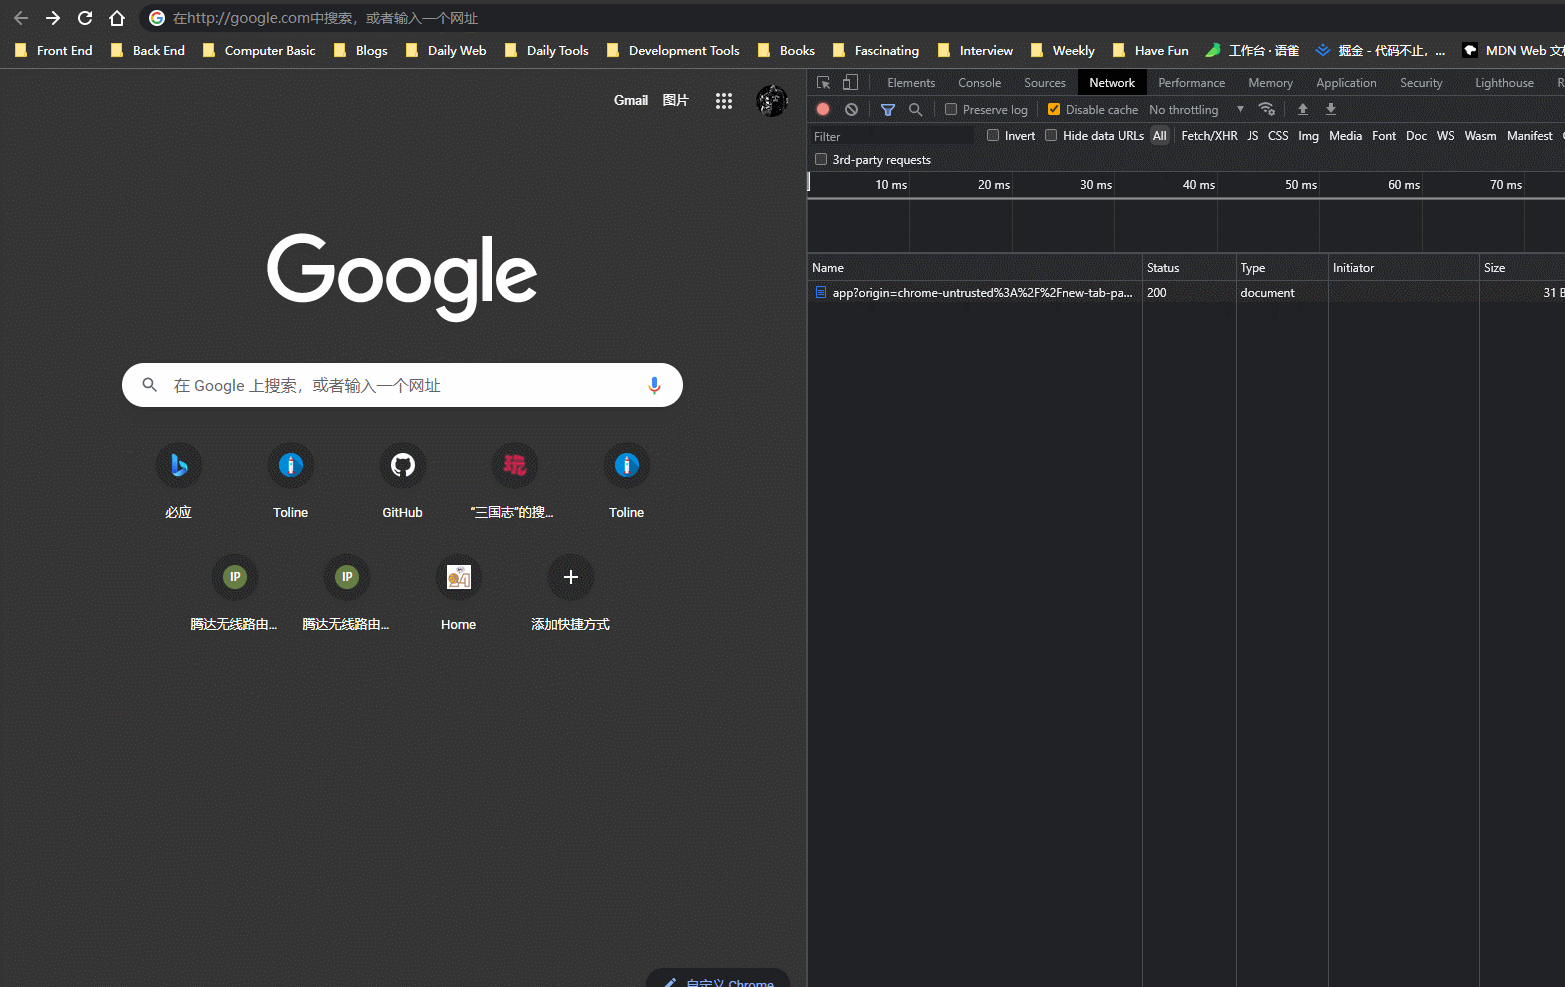 在http://google.com中搜索，或者输入一个网址
Front End Back End Computer Basic Blogs Daily Web Daily Tools Development Tools Books Fascinating Interview Weekly Have Fun 工作台 · 语雀 掘金 - 代码不止，... MDN Web 文
Gmail 图片
Google
在 Google 上搜索，或者输入一个网址
必应 Toline GitHub “三国志”的搜... Toline
玩
IP IP
腾达无线路由... 腾达无线路由... Home 添加快捷方式
自定义 Chrome
Elements Console Sources Network Performance Memory Application Security Lighthouse R
Preserve log Disable cache No throttling
Filter Invert Hide data URLs All Fetch/XHR JS CSS Img Media Font Doc WS Wasm Manifest
3rd-party requests
10 ms 20 ms 30 ms 40 ms 50 ms 60 ms 70 ms
Name Status Type Initiator Size
app?origin=chrome-untrusted%3A%2F%2Fnew-tab-pa... 200 document 31 B